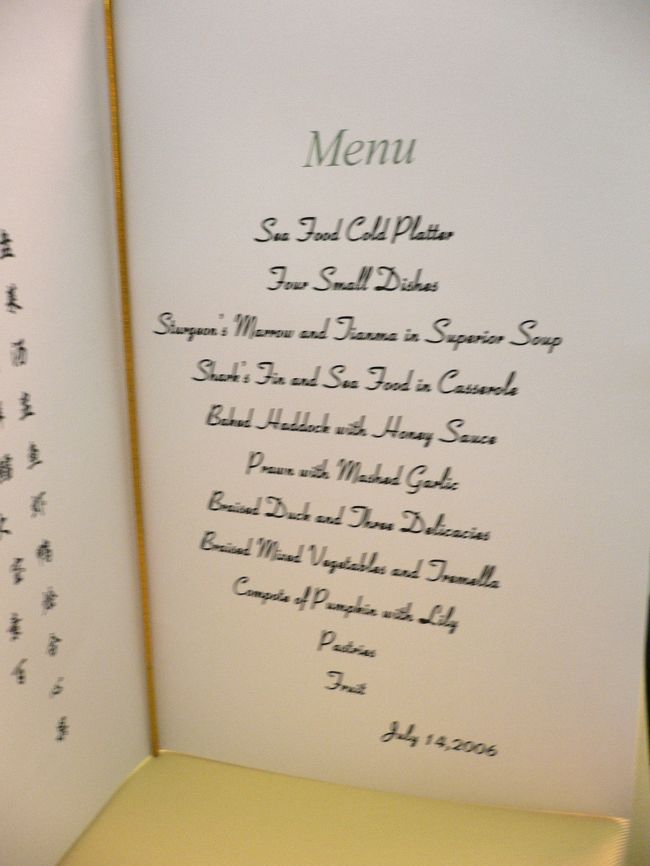 Menu
Sea Food Cold Platter
Four Small Dishes
Sturgeon's Marrow and Tianma in Superior Soup
Shark's Fin and Sea Food in Casserole
Baked Haddock with Honey Sauce
Prawn with Mashed Garlic
Braised Duck and Three Delicacies
Braised Mixed Vegetables and Tremella
Compote of Pumpkin with Lily
Pastries
Fruit
July 14,2006